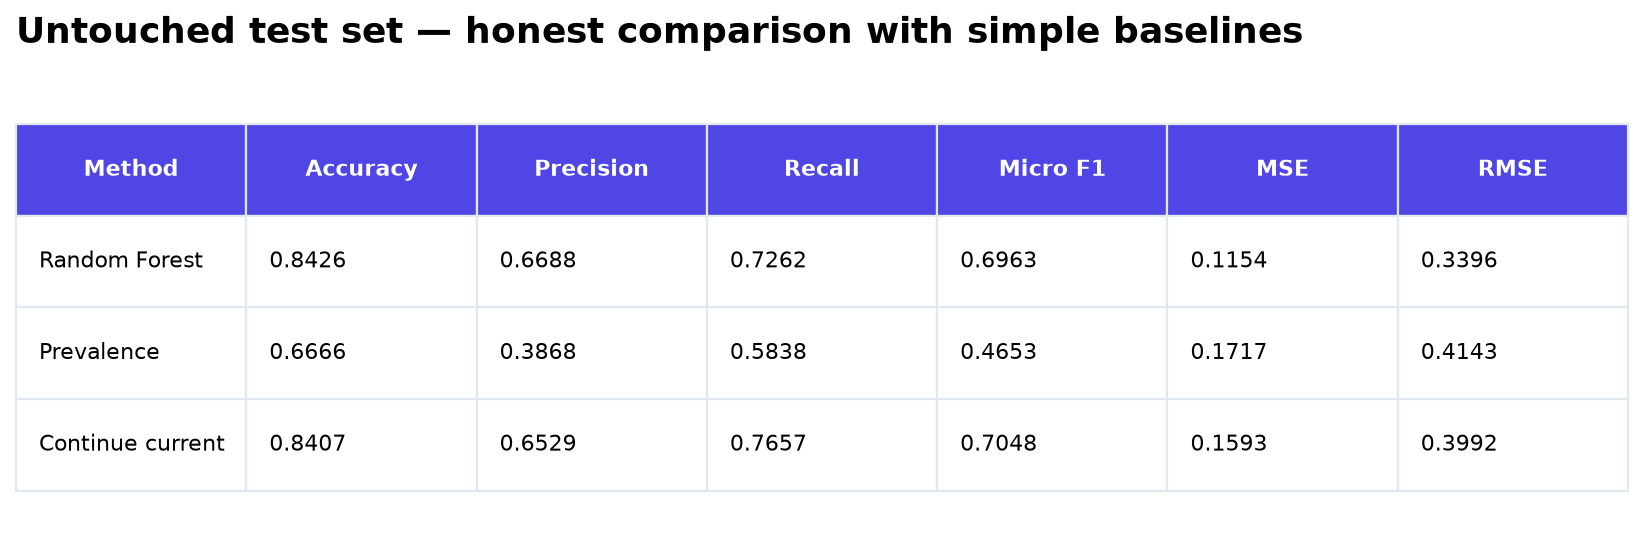 Untouched test set — honest comparison with simple baselines
Method Accuracy Precision Recall Micro F1 MSE RMSE
Random Forest 0.8426 0.6688 0.7262 0.6963 0.1154 0.3396
Prevalence 0.6666 0.3868 0.5838 0.4653 0.1717 0.4143
Continue current 0.8407 0.6529 0.7657 0.7048 0.1593 0.3992